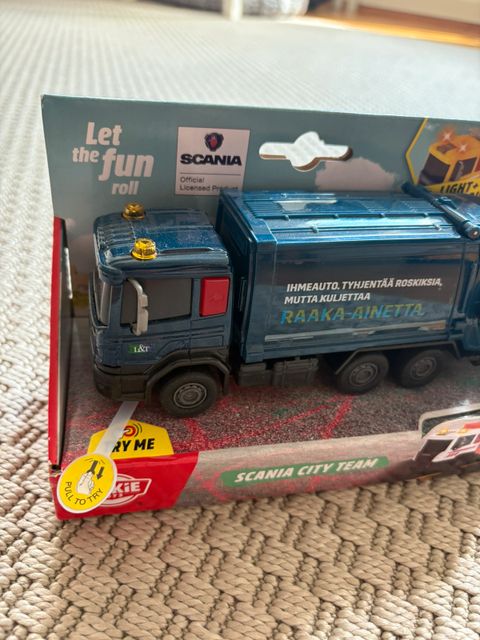 Let
the fun
roll
SCANIA
Official
Licensed Product
LIGHT+
IHMEAUTO. TYHJENTÄÄ ROSKIKSIA,
MUTTA KULJETTAA
RAAKA-AINETTA.
L&T
TRY ME
PULL TO TRY
SCANIA CITY TEAM